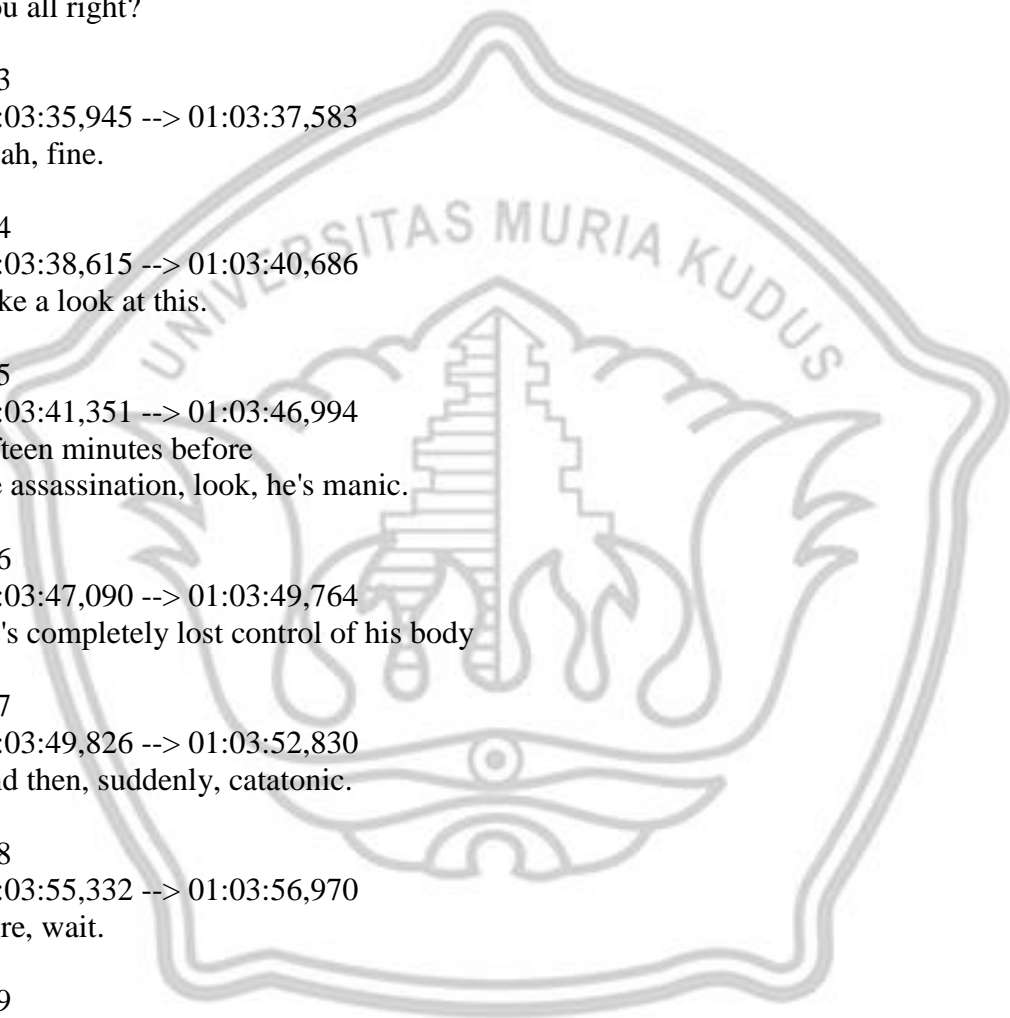 ou all right?
3
:03:35,945 --> 01:03:37,583
ah, fine.
4
:03:38,615 --> 01:03:40,686
ke a look at this.
5
:03:41,351 --> 01:03:46,994
fteen minutes before
e assassination, look, he's manic.
6
:03:47,090 --> 01:03:49,764
's completely lost control of his body
7
:03:49,826 --> 01:03:52,830
nd then, suddenly, catatonic.
8
:03:55,332 --> 01:03:56,970
re, wait.
9
UNIVERSITAS MURIA KUDUS